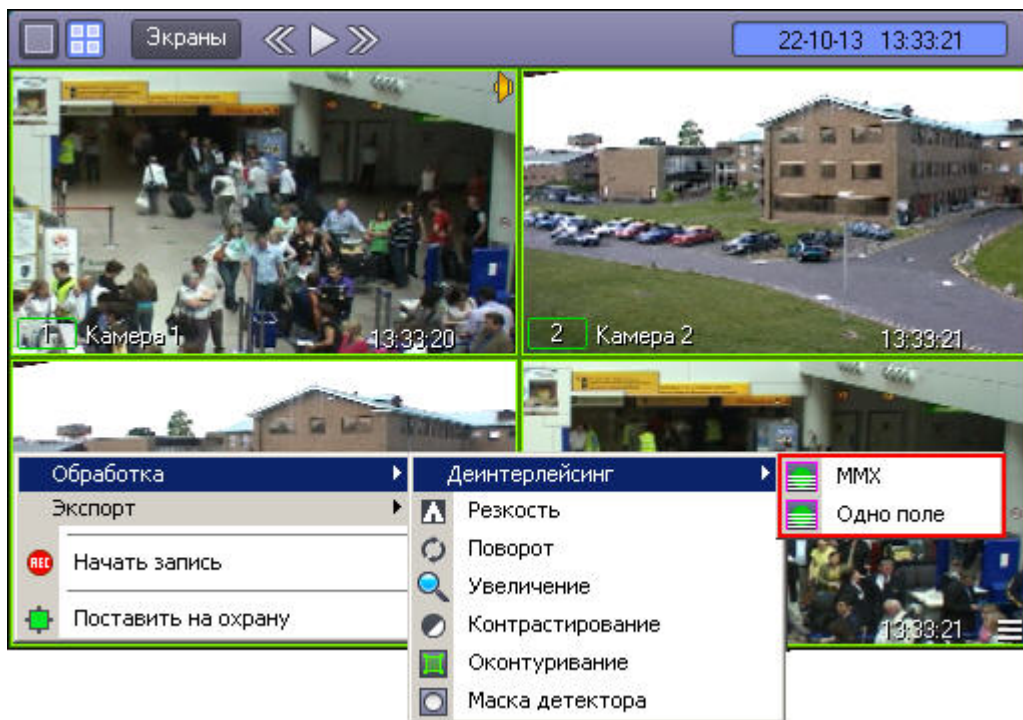 Экраны
22-10-13 13:33:21
1 Камера 1 13:33:20
2 Камера 2 13:33:21
Обработка
Экспорт
REC Начать запись
Поставить на охрану
Деинтерлейсинг
Резкость
Поворот
Увеличение
Контрастирование
Оконтуривание
Маска детектора
MMX
Одно поле
13:33:21